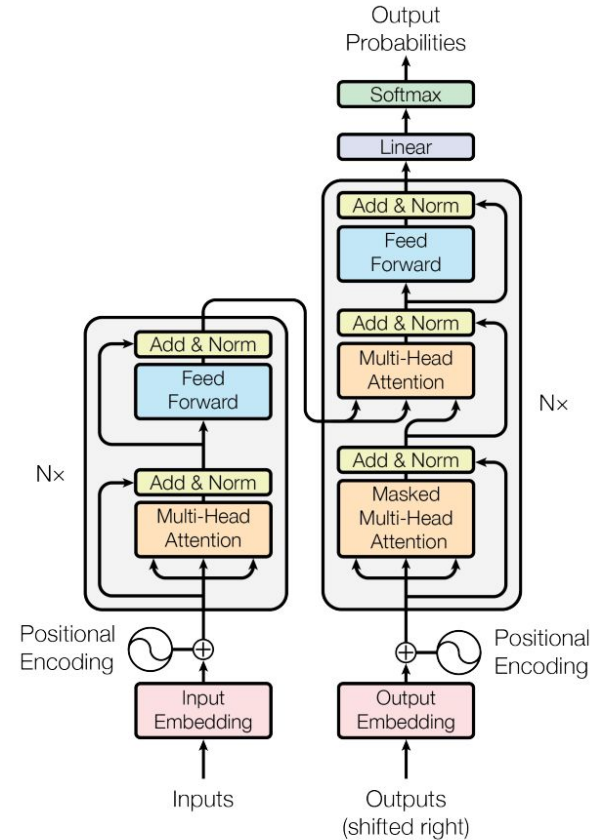 Output
Probabilities
Softmax
Linear
Add & Norm
Feed
Forward
Add & Norm
Multi-Head
Attention
Nx
Add & Norm
Masked
Multi-Head
Attention
Add & Norm
Feed
Forward
Nx
Add & Norm
Multi-Head
Attention
Positional
Encoding
Positional
Encoding
Input
Embedding
Output
Embedding
Inputs
Outputs
(shifted right)